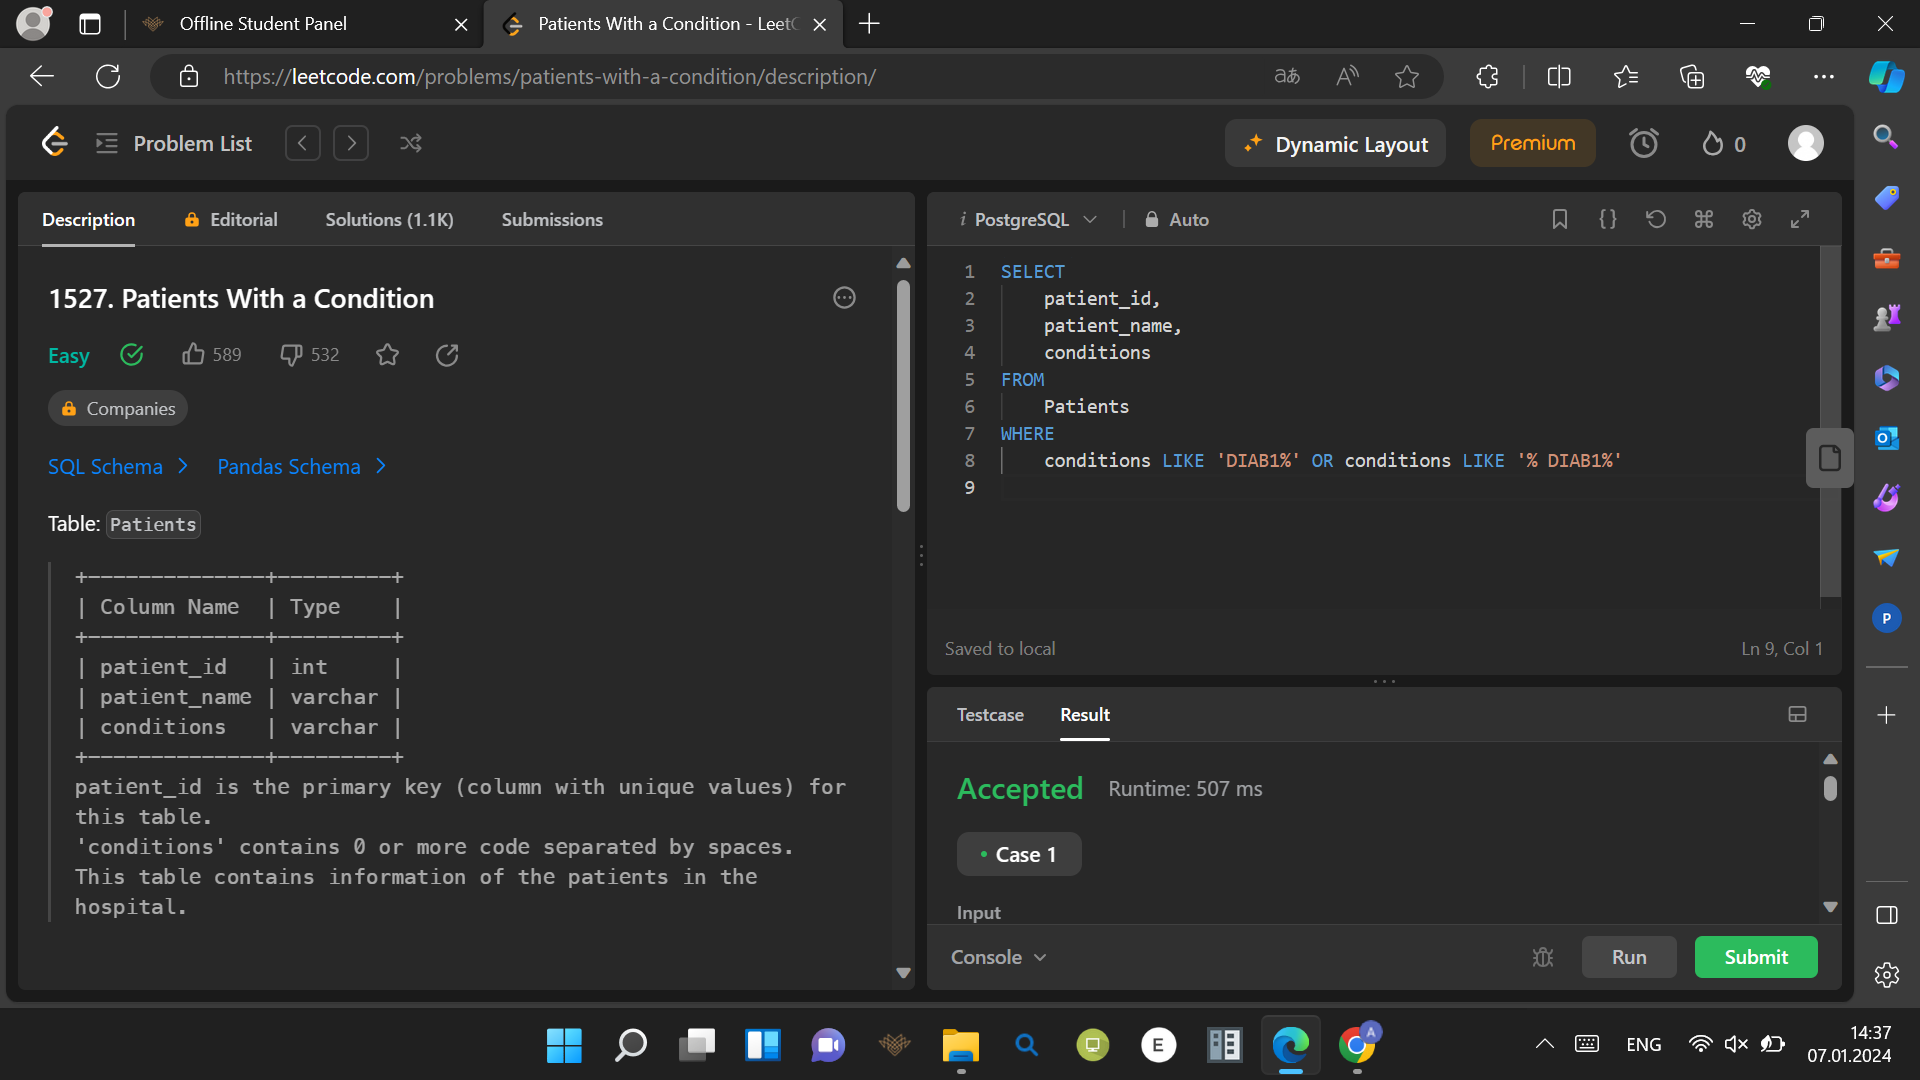 Offline Student Panel
Patients With a Condition - LeetC
https://leetcode.com/problems/patients-with-a-condition/description/
aあ
A
Problem List
Dynamic Layout
Premium
0
Description
Editorial
Solutions (1.1K)
Submissions
1527. Patients With a Condition
Easy
589
532
Companies
SQL Schema
Pandas Schema
Table: Patients
+--------------+---------+
| Column Name  | Type    |
+--------------+---------+
| patient_id   | int     |
| patient_name | varchar |
| conditions   | varchar |
+--------------+---------+
patient_id is the primary key (column with unique values) for
this table.
'conditions' contains 0 or more code separated by spaces.
This table contains information of the patients in the
hospital.
i PostgreSQL
Auto
{}
1 SELECT
2     patient_id,
3     patient_name,
4     conditions
5 FROM
6     Patients
7 WHERE
8     conditions LIKE 'DIAB1%' OR conditions LIKE '% DIAB1%'
9
Saved to local
Ln 9, Col 1
Testcase
Result
Accepted
Runtime: 507 ms
• Case 1
Input
Console
Run
Submit
P
E
A
ENG
14:37
07.01.2024